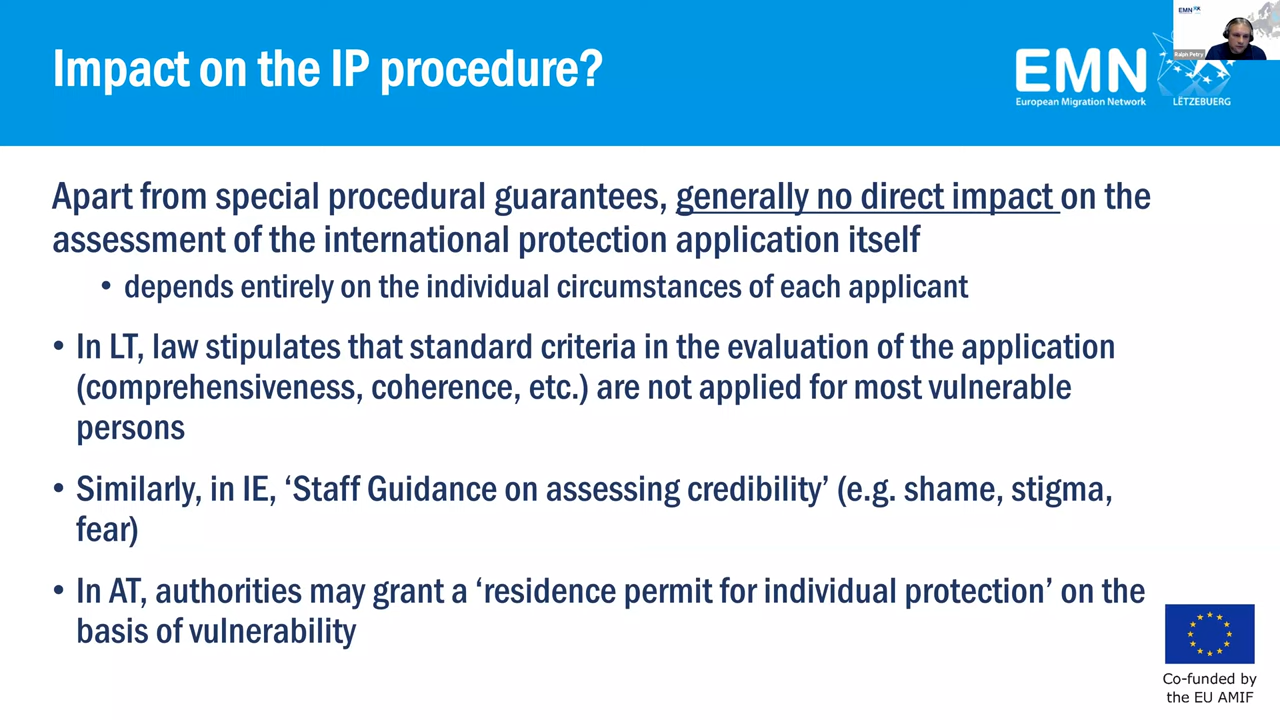 EMN
Ralph Petry
Impact on the IP procedure?
EMN
European Migration Network
LËTZEBUERG
Apart from special procedural guarantees, generally no direct impact on the
assessment of the international protection application itself
• depends entirely on the individual circumstances of each applicant
• In LT, law stipulates that standard criteria in the evaluation of the application
(comprehensiveness, coherence, etc.) are not applied for most vulnerable
persons
• Similarly, in IE, ‘Staff Guidance on assessing credibility’ (e.g. shame, stigma,
fear)
• In AT, authorities may grant a ‘residence permit for individual protection’ on the
basis of vulnerability
Co-funded by
the EU AMIF